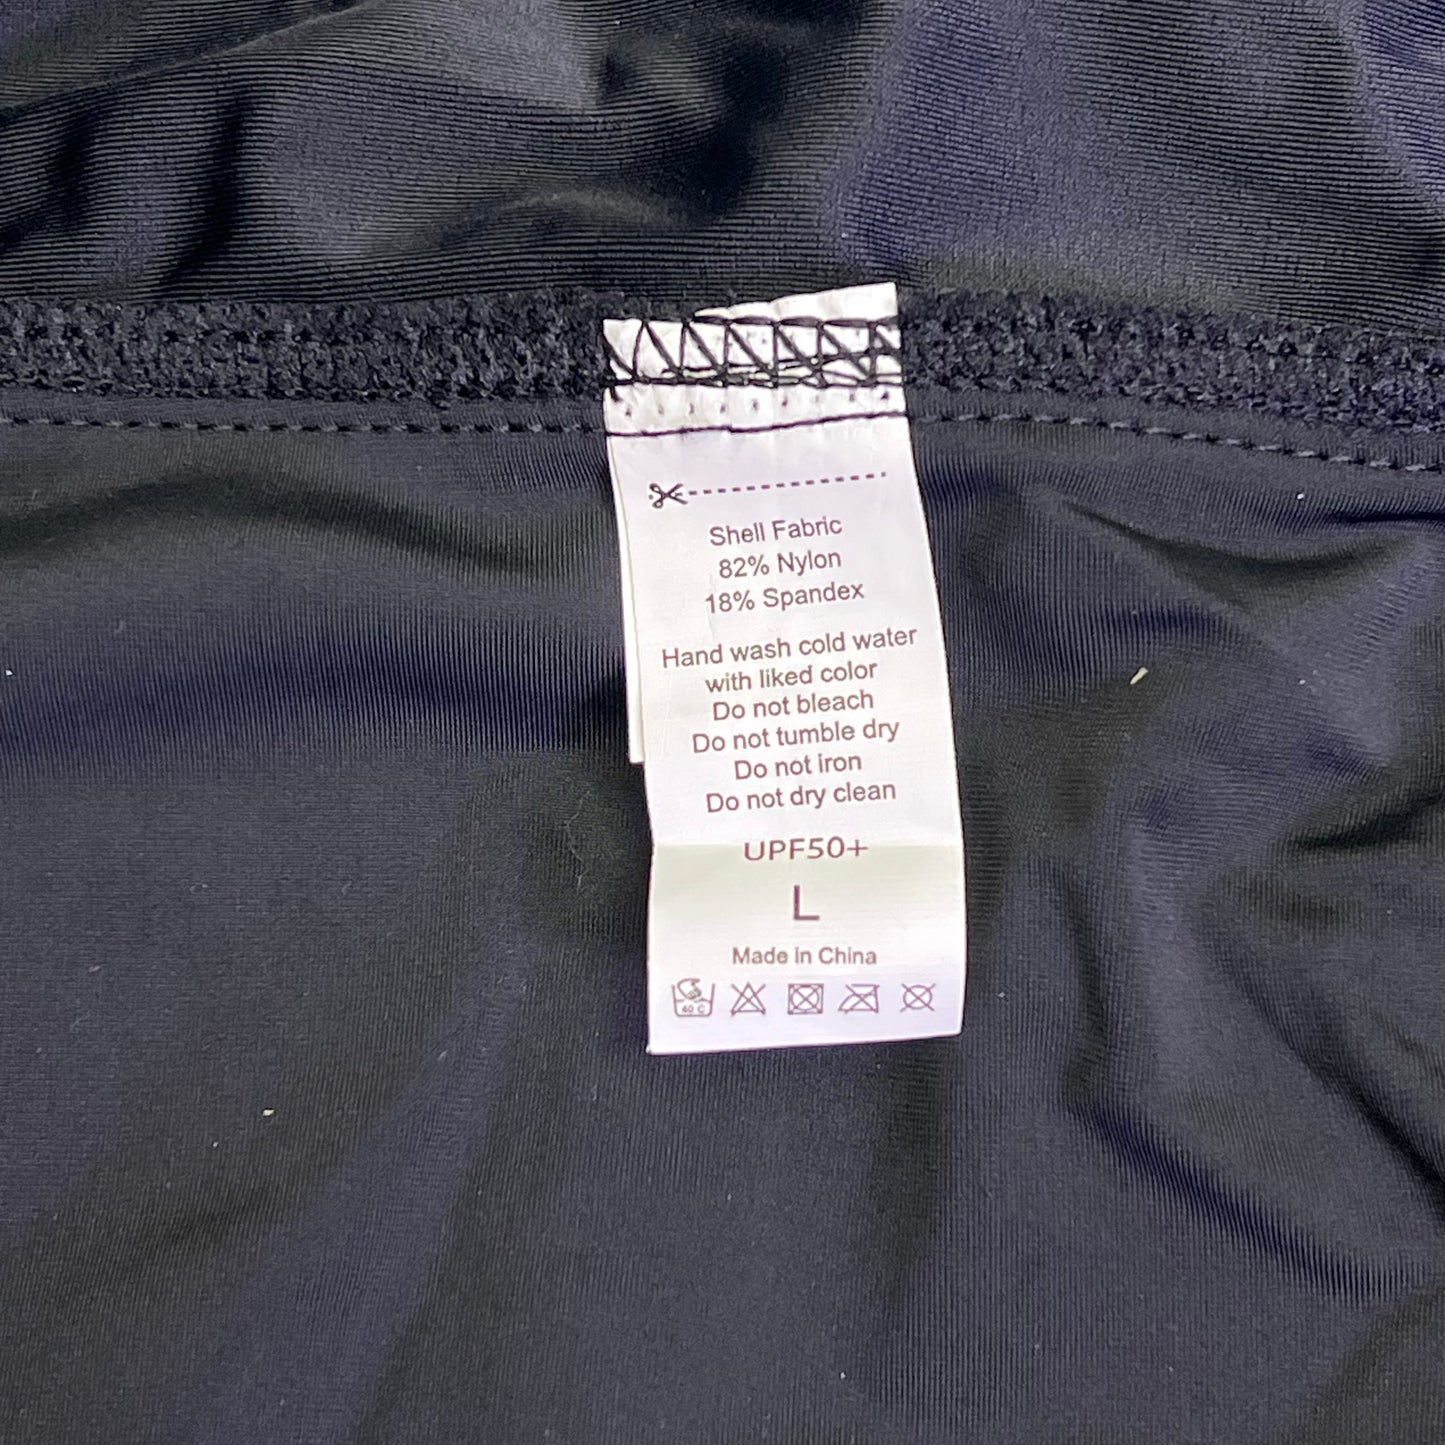 Shell Fabric
82% Nylon
18% Spandex
Hand wash cold water
with liked color
Do not bleach
Do not tumble dry
Do not iron
Do not dry clean
UPF50+
L
Made in China
40 C